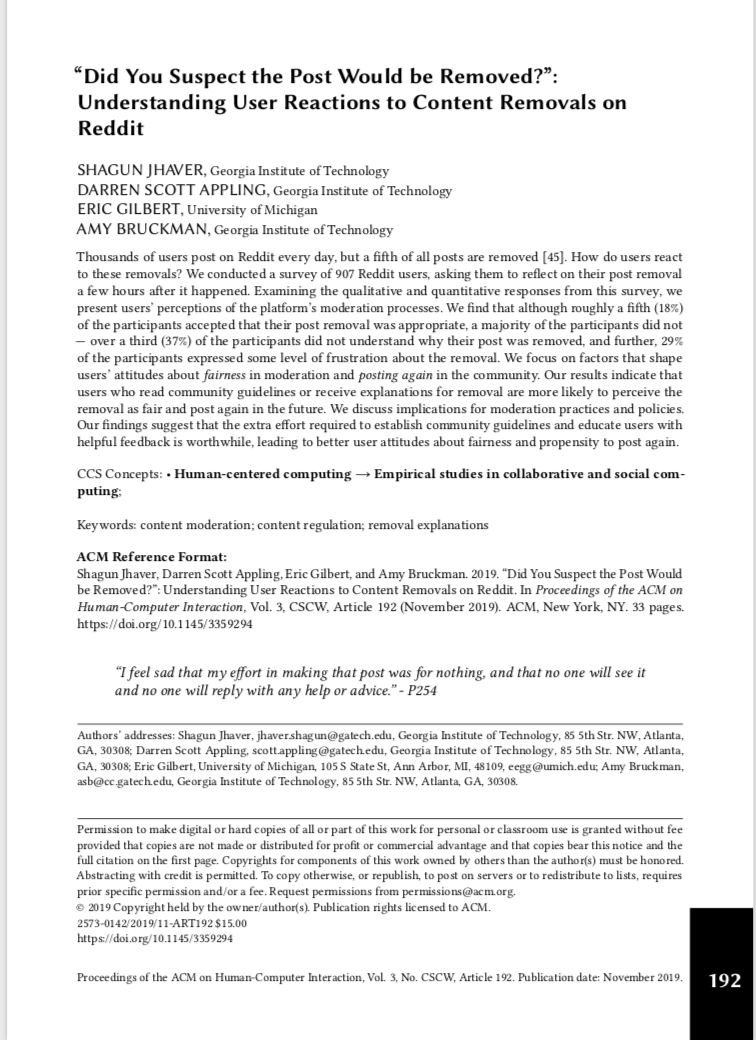 “Did You Suspect the Post Would be Removed?”:
Understanding User Reactions to Content Removals on
Reddit
SHAGUN JHAVER, Georgia Institute of Technology
DARREN SCOTT APPLING, Georgia Institute of Technology
ERIC GILBERT, University of Michigan
AMY BRUCKMAN, Georgia Institute of Technology
Thousands of users post on Reddit every day, but a fifth of all posts are removed [45]. How do users react
to these removals? We conducted a survey of 907 Reddit users, asking them to reflect on their post removal
a few hours after it happened. Examining the qualitative and quantitative responses from this survey, we
present users’ perceptions of the platform’s moderation processes. We find that although roughly a fifth (18%)
of the participants accepted that their post removal was appropriate, a majority of the participants did not
— over a third (37%) of the participants did not understand why their post was removed, and further, 29%
of the participants expressed some level of frustration about the removal. We focus on factors that shape
users’ attitudes about fairness in moderation and posting again in the community. Our results indicate that
users who read community guidelines or receive explanations for removal are more likely to perceive the
removal as fair and post again in the future. We discuss implications for moderation practices and policies.
Our findings suggest that the extra effort required to establish community guidelines and educate users with
helpful feedback is worthwhile, leading to better user attitudes about fairness and propensity to post again.
CCS Concepts: • Human-centered computing → Empirical studies in collaborative and social com-
puting;
Keywords: content moderation; content regulation; removal explanations
ACM Reference Format:
Shagun Jhaver, Darren Scott Appling, Eric Gilbert, and Amy Bruckman. 2019. “Did You Suspect the Post Would
be Removed?”: Understanding User Reactions to Content Removals on Reddit. In Proceedings of the ACM on
Human-Computer Interaction, Vol. 3, CSCW, Article 192 (November 2019). ACM, New York, NY. 33 pages.
https://doi.org/10.1145/3359294
“I feel sad that my effort in making that post was for nothing, and that no one will see it
and no one will reply with any help or advice.” - P254
Authors’ addresses: Shagun Jhaver, jhaver.shagun@gatech.edu, Georgia Institute of Technology, 85 5th Str. NW, Atlanta,
GA, 30308; Darren Scott Appling, scott.appling@gatech.edu, Georgia Institute of Technology, 85 5th Str. NW, Atlanta,
GA, 30308; Eric Gilbert, University of Michigan, 105 S State St, Ann Arbor, MI, 48109, eegg@umich.edu; Amy Bruckman,
asb@cc.gatech.edu, Georgia Institute of Technology, 85 5th Str. NW, Atlanta, GA, 30308.
Permission to make digital or hard copies of all or part of this work for personal or classroom use is granted without fee
provided that copies are not made or distributed for profit or commercial advantage and that copies bear this notice and the
full citation on the first page. Copyrights for components of this work owned by others than the author(s) must be honored.
Abstracting with credit is permitted. To copy otherwise, or republish, to post on servers or to redistribute to lists, requires
prior specific permission and/or a fee. Request permissions from permissions@acm.org.
© 2019 Copyright held by the owner/author(s). Publication rights licensed to ACM.
2573-0142/2019/11-ART192 $15.00
https://doi.org/10.1145/3359294
Proceedings of the ACM on Human-Computer Interaction, Vol. 3, No. CSCW, Article 192. Publication date: November 2019.
192